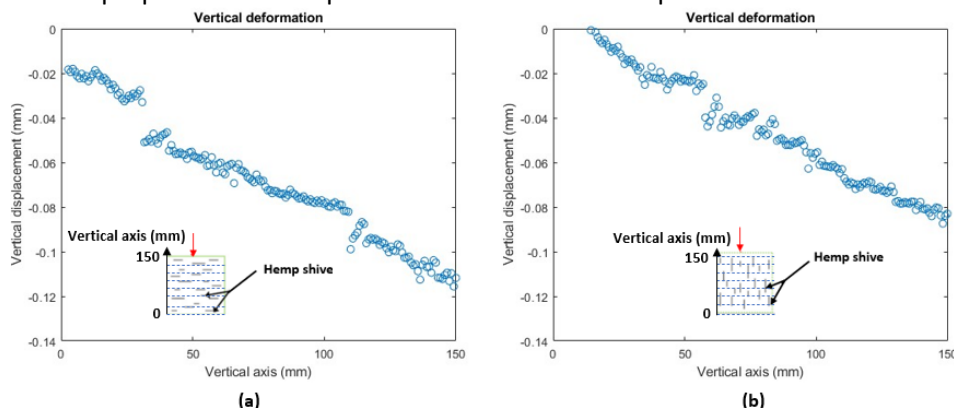 Vertical deformation
0
-0.02
-0.04
-0.06
-0.08
-0.1
-0.12
-0.14
Vertical displacement (mm)
0
50
100
150
Vertical axis (mm)
Vertical axis (mm)
150
0
Hemp shive
(a)
Vertical deformation
0
-0.02
-0.04
-0.06
-0.08
-0.1
-0.12
-0.14
Vertical displacement (mm)
0
50
100
150
Vertical axis (mm)
Vertical axis (mm)
150
0
Hemp shive
(b)